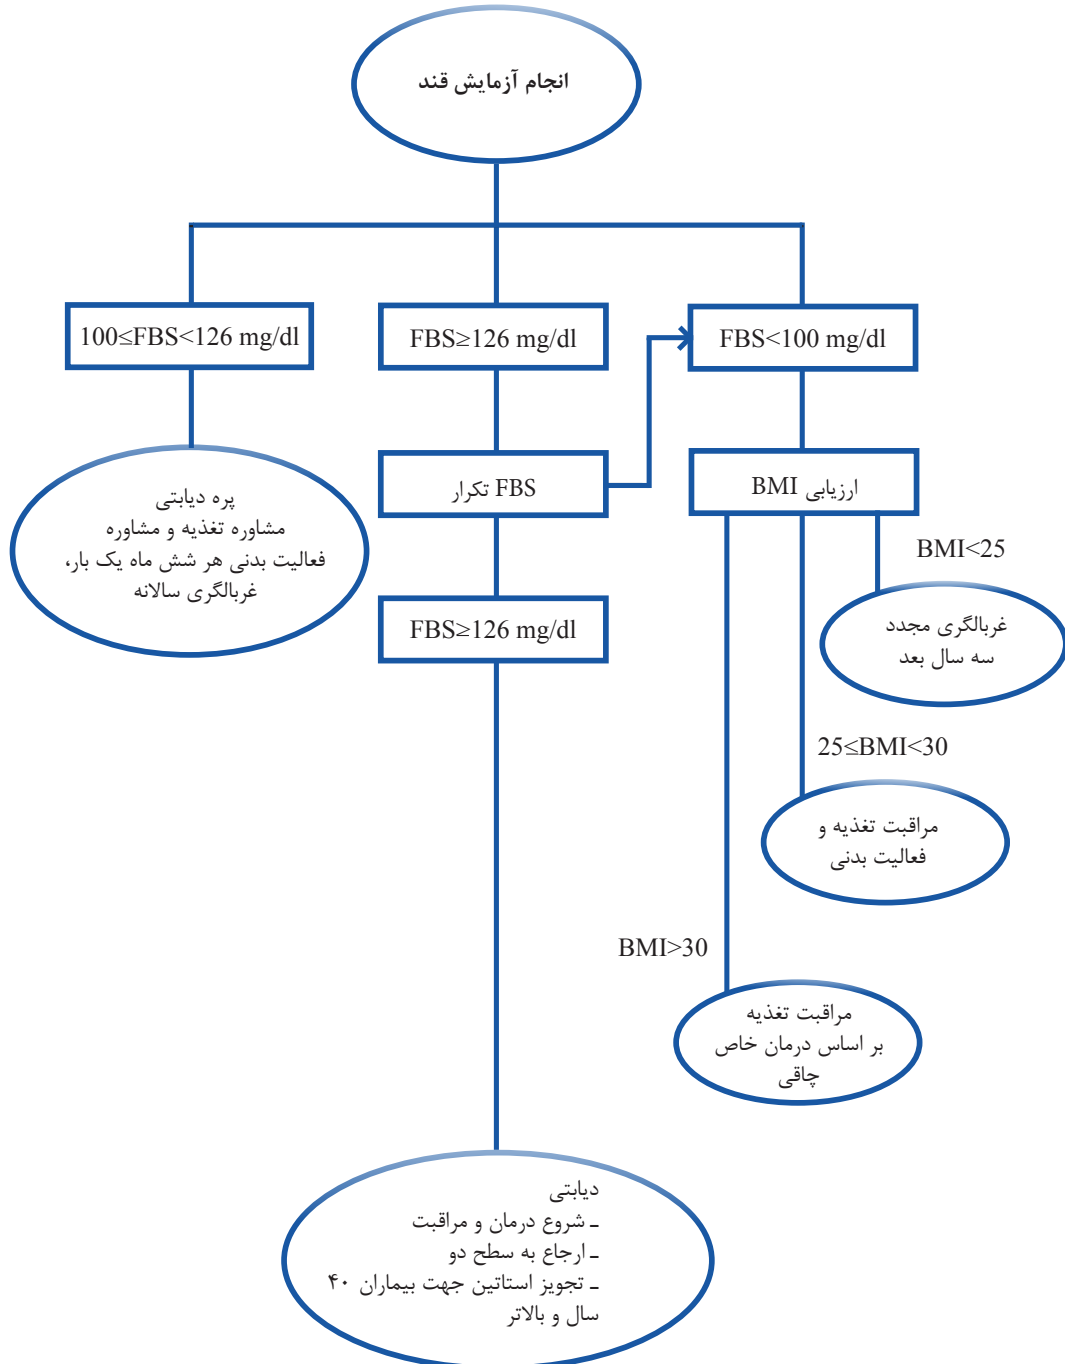 انجام آزمایش قند
FBS<100 mg/dl
FBS≥126 mg/dl
100≤FBS<126 mg/dl
ارزیابی BMI
تکرار FBS
پره دیابتی
مشاوره تغذیه و مشاوره
فعالیت بدنی هر شش ماه یک بار،
غربالگری سالانه
BMI<25
غربالگری مجدد
سه سال بعد
FBS≥126 mg/dl
25≤BMI<30
مراقبت تغذیه و
فعالیت بدنی
BMI>30
مراقبت تغذیه
بر اساس درمان خاص
چاقی
دیابتی
ـ شروع درمان و مراقبت
ـ ارجاع به سطح دو
ـ تجویز استاتین جهت بیماران ۴۰
سال و بالاتر